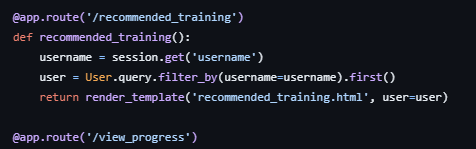 @app.route('/recommended_training')
def recommended_training():
    username = session.get('username')
    user = User.query.filter_by(username=username).first()
    return render_template('recommended_training.html', user=user)

@app.route('/view_progress')